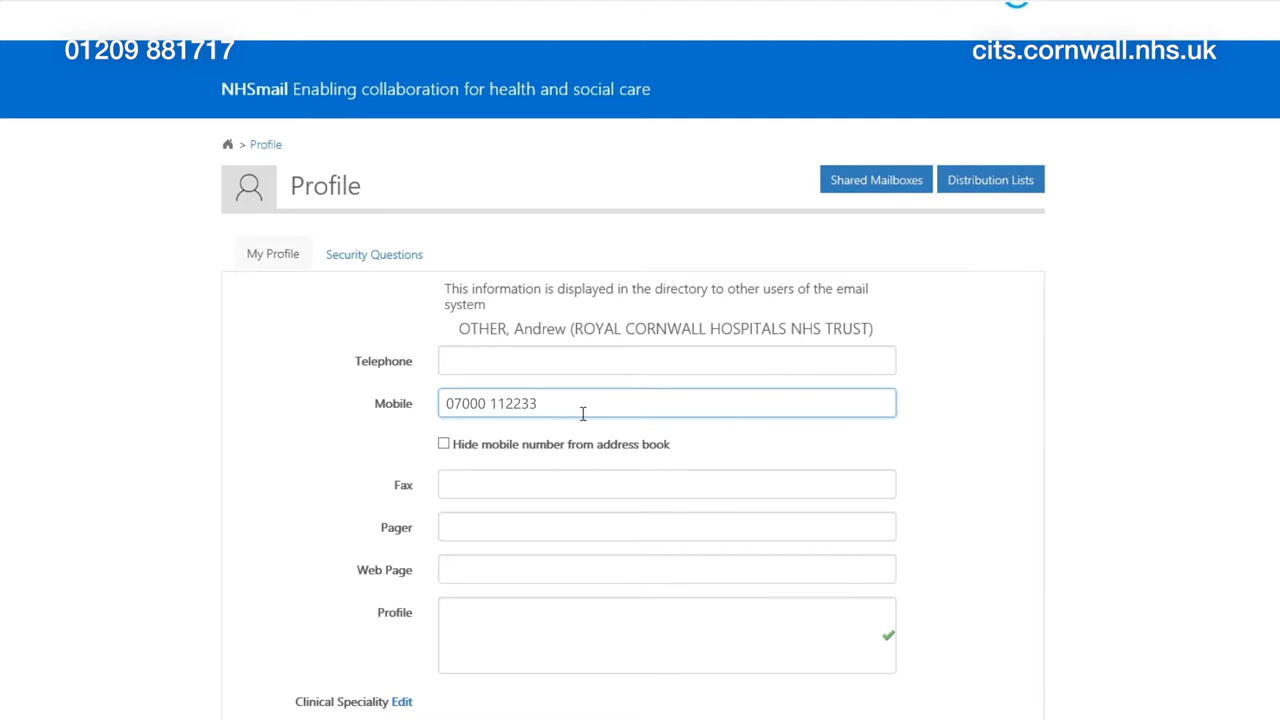 01209 881717
cits.cornwall.nhs.uk
NHSmail Enabling collaboration for health and social care
> Profile
Profile
Shared Mailboxes
Distribution Lists
My Profile
Security Questions
This information is displayed in the directory to other users of the email
system
OTHER, Andrew (ROYAL CORNWALL HOSPITALS NHS TRUST)
Telephone
Mobile
07000 112233
Hide mobile number from address book
Fax
Pager
Web Page
Profile
Clinical Speciality Edit